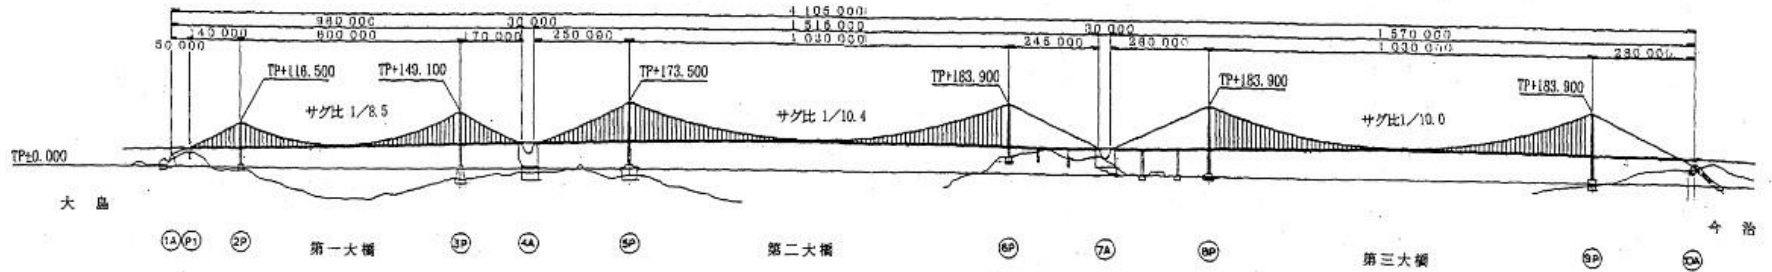 4 105 000
960 000 30 000 1 515 000 30 000 1 570 000
50 000 140 000 600 000 170 000 250 000 1 020 000 245 000 260 000 1 030 000 280 000
TP+116.500 TP+149.100 TP+173.500 TP+183.900 TP+183.900 TP+183.900
サグ比 1/8.5 サグ比 1/10.4 サグ比1/10.0
TP±0.000
大 島 今 治
1A P1 2P 第一大橋 3P 4A 5P 第二大橋 6P 7A 8P 第三大橋 9P 10A